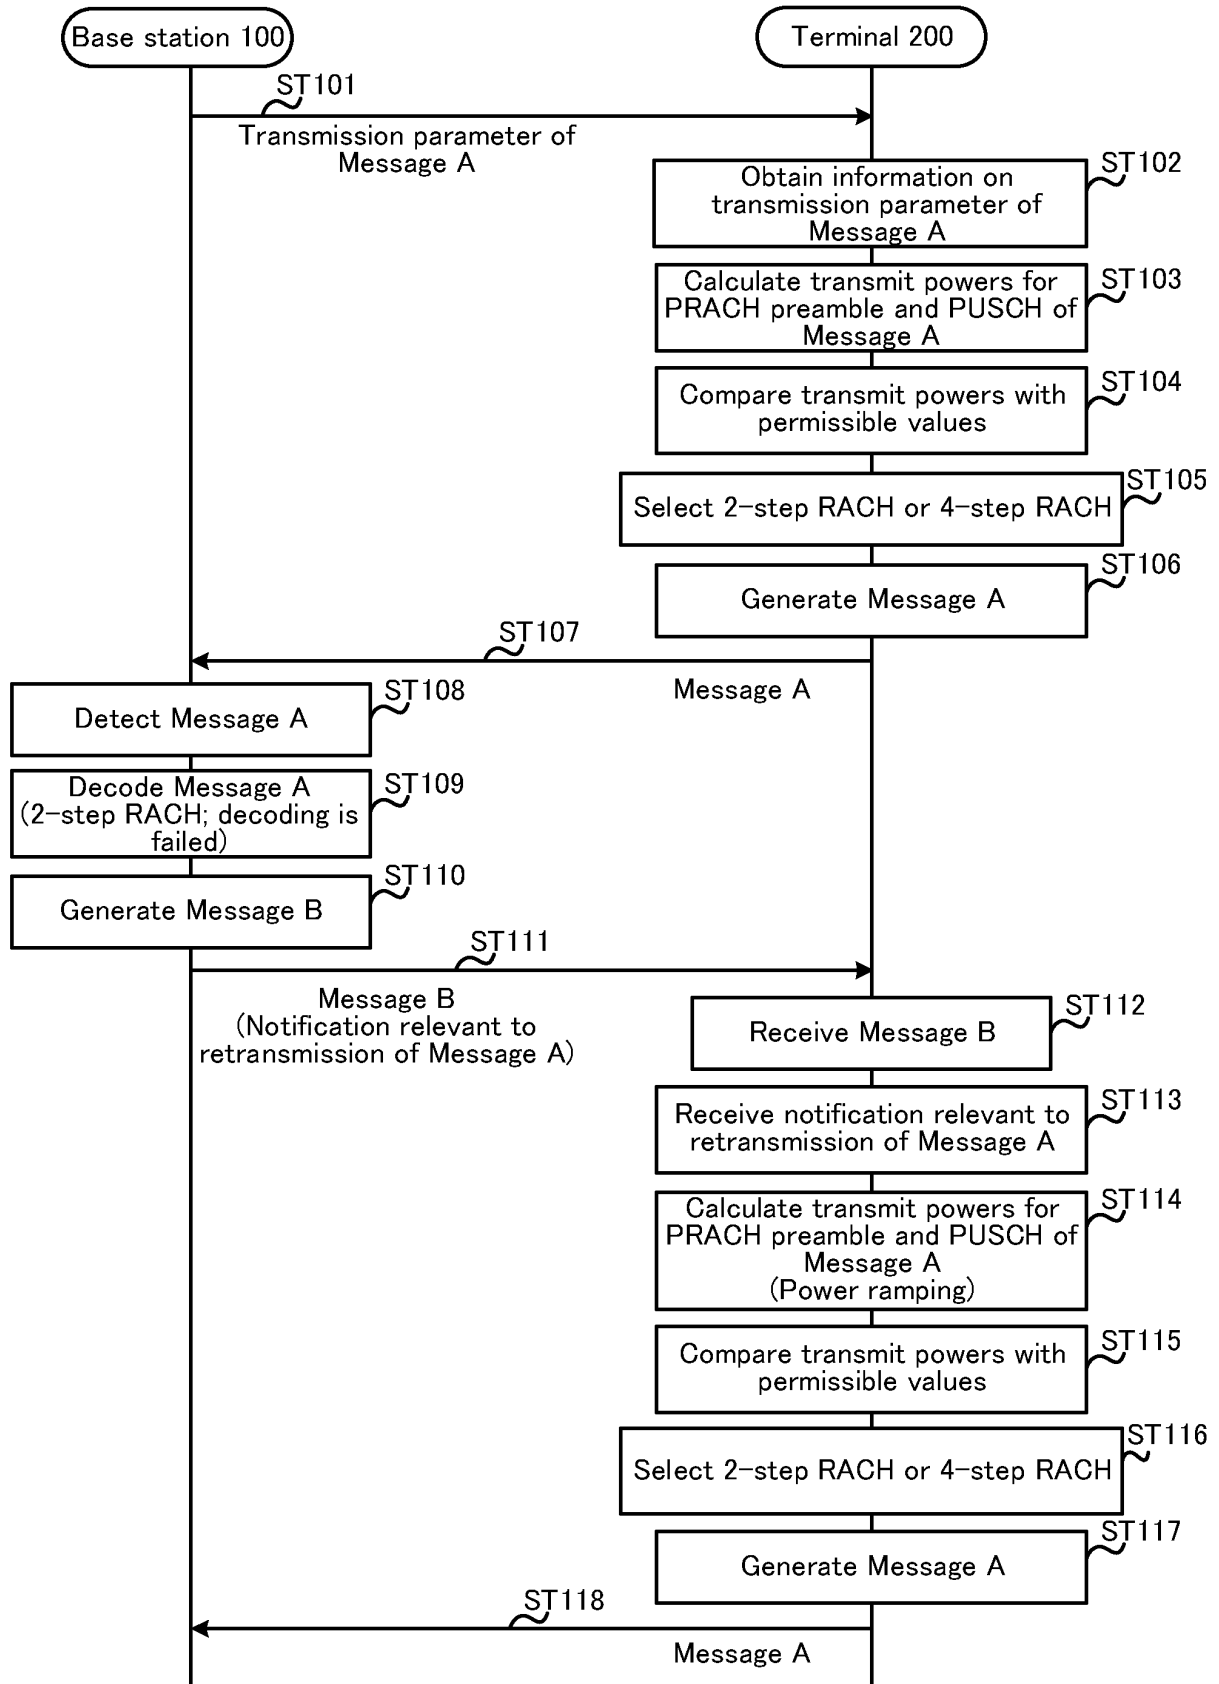 Base station 100
Terminal 200
ST101
Transmission parameter of
Message A
ST102
Obtain information on
transmission parameter of
Message A
ST103
Calculate transmit powers for
PRACH preamble and PUSCH of
Message A
ST104
Compare transmit powers with
permissible values
ST105
Select 2-step RACH or 4-step RACH
ST106
Generate Message A
ST107
Message A
ST108
Detect Message A
ST109
Decode Message A
(2-step RACH; decoding is
failed)
ST110
Generate Message B
ST111
Message B
(Notification relevant to
retransmission of Message A)
ST112
Receive Message B
ST113
Receive notification relevant to
retransmission of Message A
ST114
Calculate transmit powers for
PRACH preamble and PUSCH of
Message A
(Power ramping)
ST115
Compare transmit powers with
permissible values
ST116
Select 2-step RACH or 4-step RACH
ST117
Generate Message A
ST118
Message A